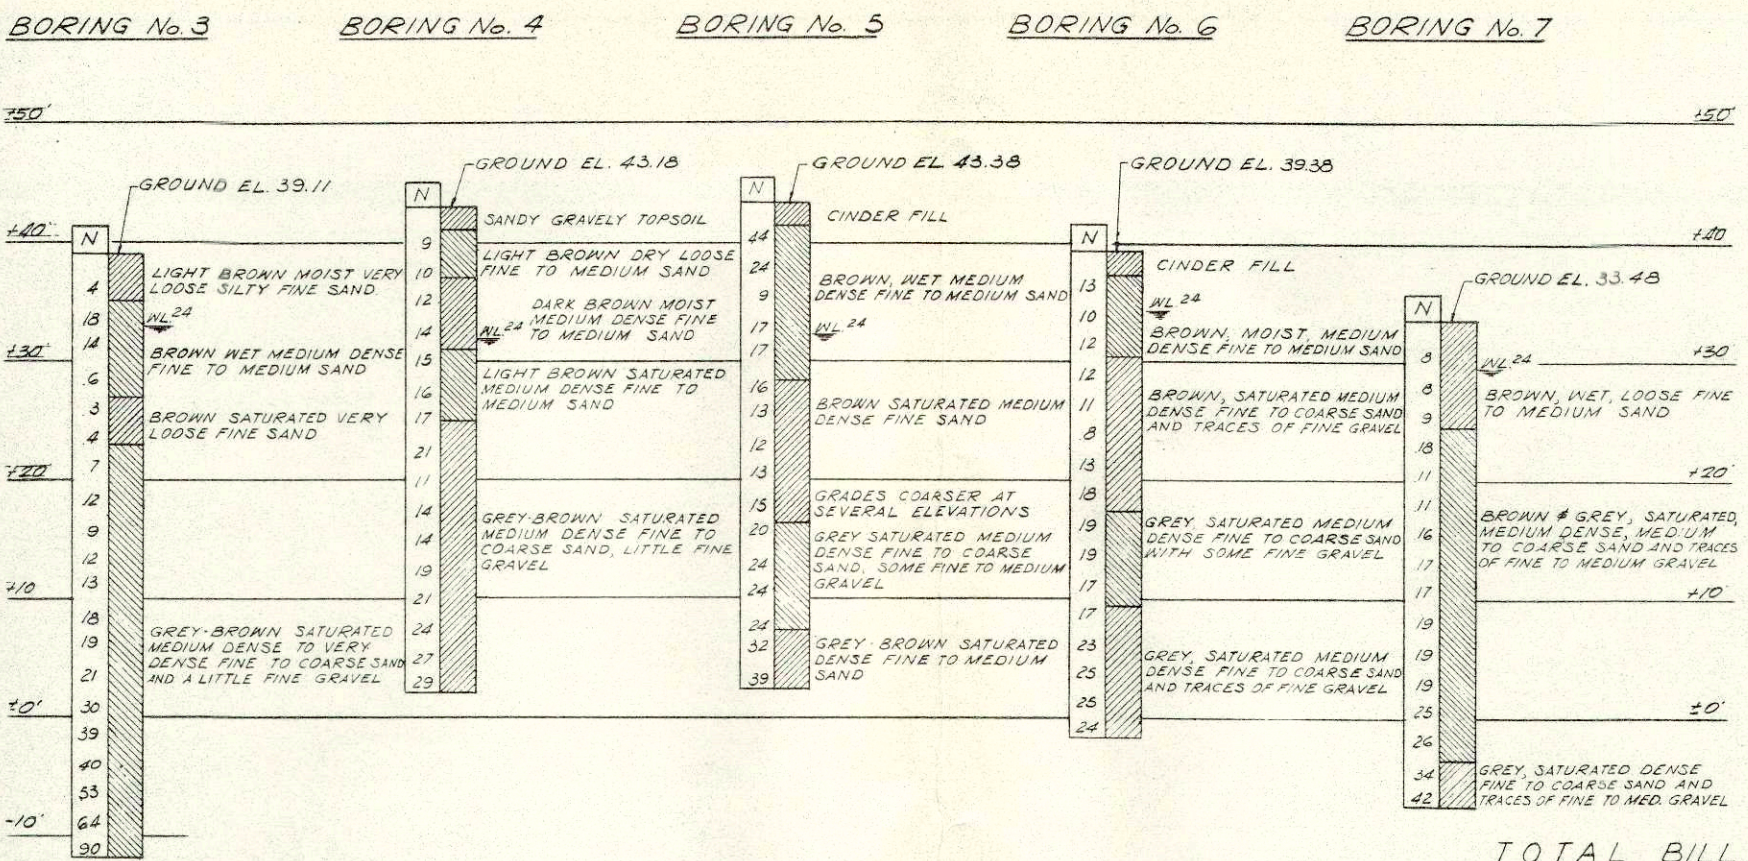 BORING No. 3
BORING No. 4
BORING No. 5
BORING No. 6
BORING No. 7
+50'
+50'
+40'
+40
+30'
+30'
+20'
+20'
+10
+10'
±0'
±0'
-10'
GROUND EL. 39.11
N
4
18
14
6
3
4
7
12
9
12
13
18
19
21
30
39
40
53
64
90
LIGHT BROWN MOIST VERY
LOOSE SILTY FINE SAND
WL 24
BROWN WET MEDIUM DENSE
FINE TO MEDIUM SAND
BROWN SATURATED VERY
LOOSE FINE SAND
GREY-BROWN SATURATED
MEDIUM DENSE TO VERY
DENSE FINE TO COARSE SAND
AND A LITTLE FINE GRAVEL
GROUND EL. 43.18
N
9
10
12
14
15
16
17
21
11
14
14
19
21
24
27
29
SANDY GRAVELY TOPSOIL
LIGHT BROWN DRY LOOSE
FINE TO MEDIUM SAND
DARK BROWN MOIST
MEDIUM DENSE FINE
TO MEDIUM SAND
WL 24
LIGHT BROWN SATURATED
MEDIUM DENSE FINE TO
MEDIUM SAND
GREY-BROWN SATURATED
MEDIUM DENSE FINE TO
COARSE SAND, LITTLE FINE
GRAVEL
GROUND EL. 43.38
N
44
24
9
17
17
16
13
12
13
15
20
24
24
24
32
39
CINDER FILL
BROWN, WET MEDIUM
DENSE FINE TO MEDIUM SAND
WL 24
BROWN SATURATED MEDIUM
DENSE FINE SAND
GRADES COARSER AT
SEVERAL ELEVATIONS
GREY SATURATED MEDIUM
DENSE FINE TO COARSE
SAND, SOME FINE TO MEDIUM
GRAVEL
GREY-BROWN SATURATED
DENSE FINE TO MEDIUM
SAND
GROUND EL. 39.38
N
13
10
12
12
11
8
13
18
19
19
17
17
23
25
25
24
CINDER FILL
WL 24
BROWN, MOIST, MEDIUM
DENSE FINE TO MEDIUM SAND
BROWN, SATURATED MEDIUM
DENSE FINE TO COARSE SAND
AND TRACES OF FINE GRAVEL
GREY, SATURATED MEDIUM
DENSE FINE TO COARSE SAND
WITH SOME FINE GRAVEL
GREY, SATURATED MEDIUM
DENSE FINE TO COARSE SAND
AND TRACES OF FINE GRAVEL
GROUND EL. 33.48
N
8
8
9
18
11
11
16
17
17
19
19
19
25
26
34
42
WL 24
BROWN, WET, LOOSE FINE
TO MEDIUM SAND
BROWN & GREY, SATURATED,
MEDIUM DENSE, MEDIUM
TO COARSE SAND AND TRACES
OF FINE TO MEDIUM GRAVEL
GREY, SATURATED DENSE
FINE TO COARSE SAND AND
TRACES OF FINE TO MED. GRAVEL
TOTAL BILL